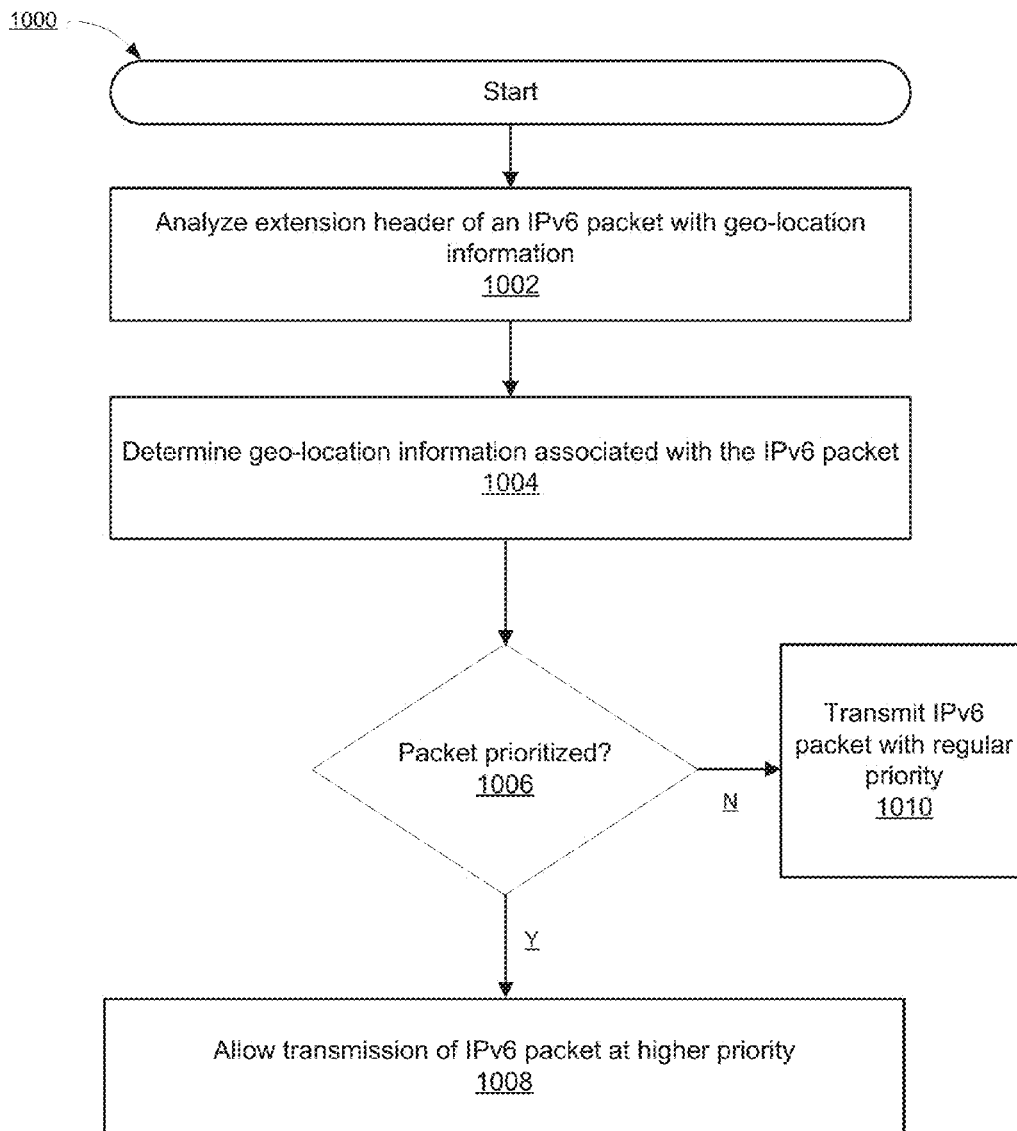 1000
Start
Analyze extension header of an IPv6 packet with geo-location
information
1002
Determine geo-location information associated with the IPv6 packet
1004
Packet prioritized?
1006
N
Transmit IPv6
packet with regular
priority
1010
Y
Allow transmission of IPv6 packet at higher priority
1008